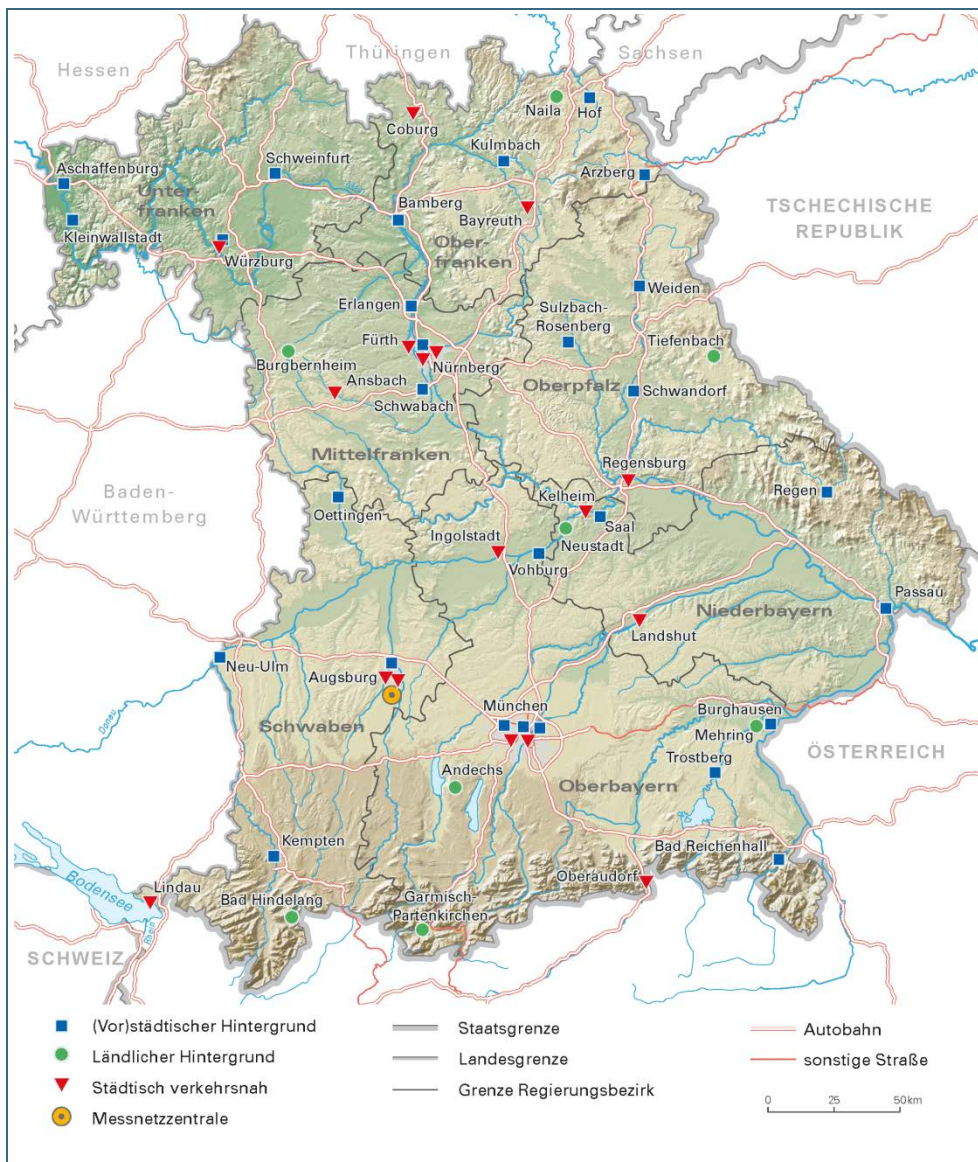 Thüringen
Sachsen
Hessen
Naila
Hof
Coburg
Kulmbach
Aschaffenburg
Schweinfurt
Arzberg
Unter-
franken
Bamberg
Bayreuth
TSCHECHISCHE
REPUBLIK
Kleinwallstadt
Würzburg
Ober-
franken
Weiden
Erlangen
Sulzbach-
Rosenberg
Fürth
Tiefenbach
Burgbernheim
Nürnberg
Ansbach
Oberpfalz
Schwandorf
Schwabach
Mittelfranken
Regensburg
Baden-
Württemberg
Regen
Kelheim
Oettingen
Saal
Ingolstadt
Neustadt
Vohburg
Passau
Niederbayern
Landshut
Neu-Ulm
Augsburg
Donau
München
Burghausen
Schwaben
Mehring
ÖSTERREICH
Trostberg
Andechs
Oberbayern
Kempten
Bad Reichenhall
Oberaudorf
Bodensee
Lindau
Bad Hindelang
Garmisch-
Partenkirchen
Rhein
SCHWEIZ
(Vor)städtischer Hintergrund
Ländlicher Hintergrund
Städtisch verkehrsnah
Messnetzzentrale
Staatsgrenze
Landesgrenze
Grenze Regierungsbezirk
Autobahn
sonstige Straße
0 25 50km